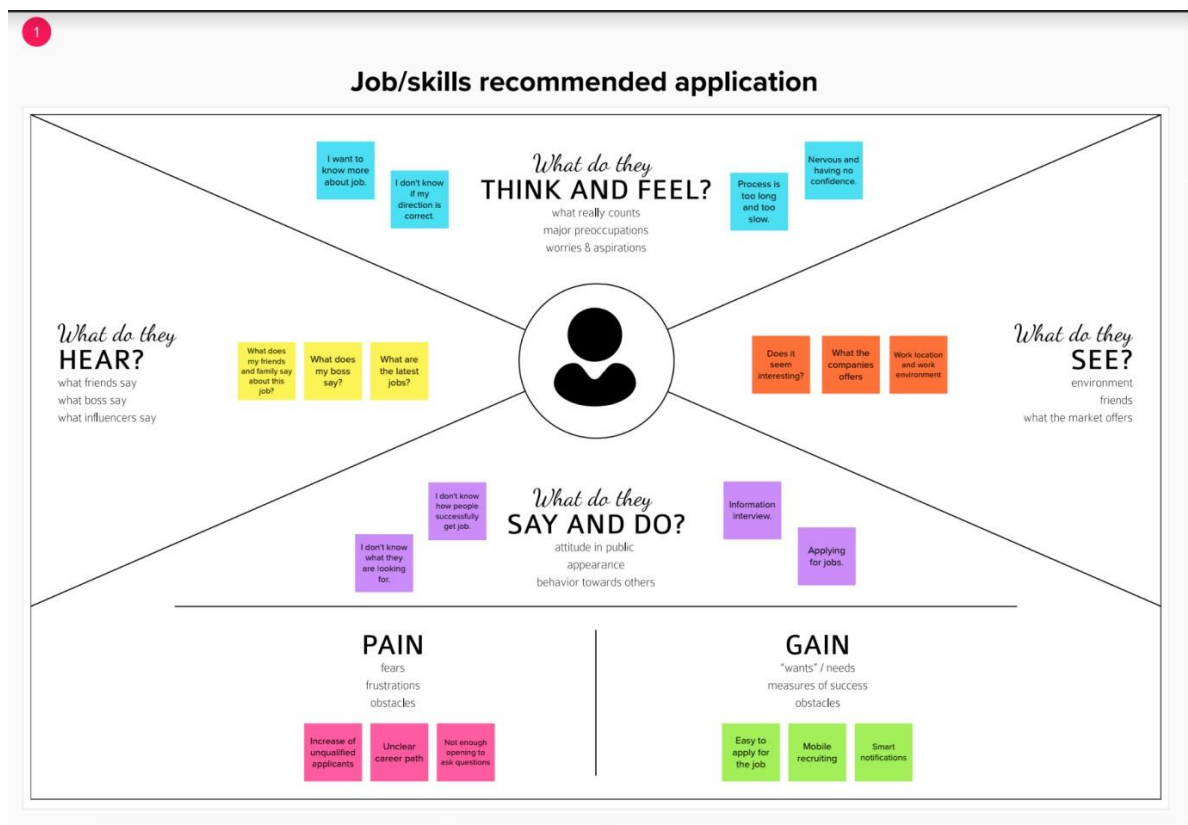 1
Job/skills recommended application
I want to
know more
about job.
I don't know
if my
direction is
correct.
What do they
THINK AND FEEL?
what really counts
major preoccupations
worries & aspirations
Process is
too long
and too
slow.
Nervous and
having no
confidence.
What do they
HEAR?
what friends say
what boss say
what influencers say
What does
my friends
and family say
about this
job?
What does
my boss
say?
What are
the latest
jobs?
Does it
seem
interesting?
What the
companies
offers
Work location
and work
environment
What do they
SEE?
environment
friends
what the market offers
I don't know
how people
successfully
get job.
I don't know
what they
are looking
for.
What do they
SAY AND DO?
attitude in public
appearance
behavior towards others
Information
interview.
Applying
for jobs.
PAIN
fears
frustrations
obstacles
Increase of
unqualified
applicants
Unclear
career path
Not enough
opening to
ask questions
GAIN
"wants" / needs
measures of success
obstacles
Easy to
apply for
the job
Mobile
recruiting
Smart
notifications